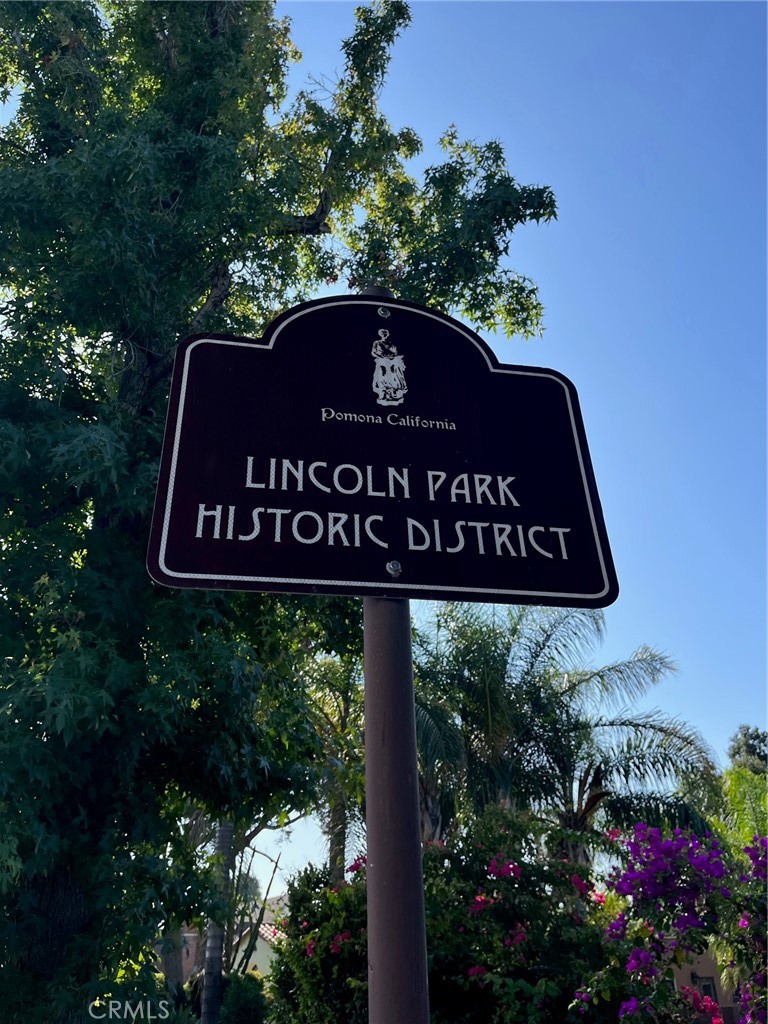 Pomona California
LINCOLN PARK
HISTORIC DISTRICT
CRMLS